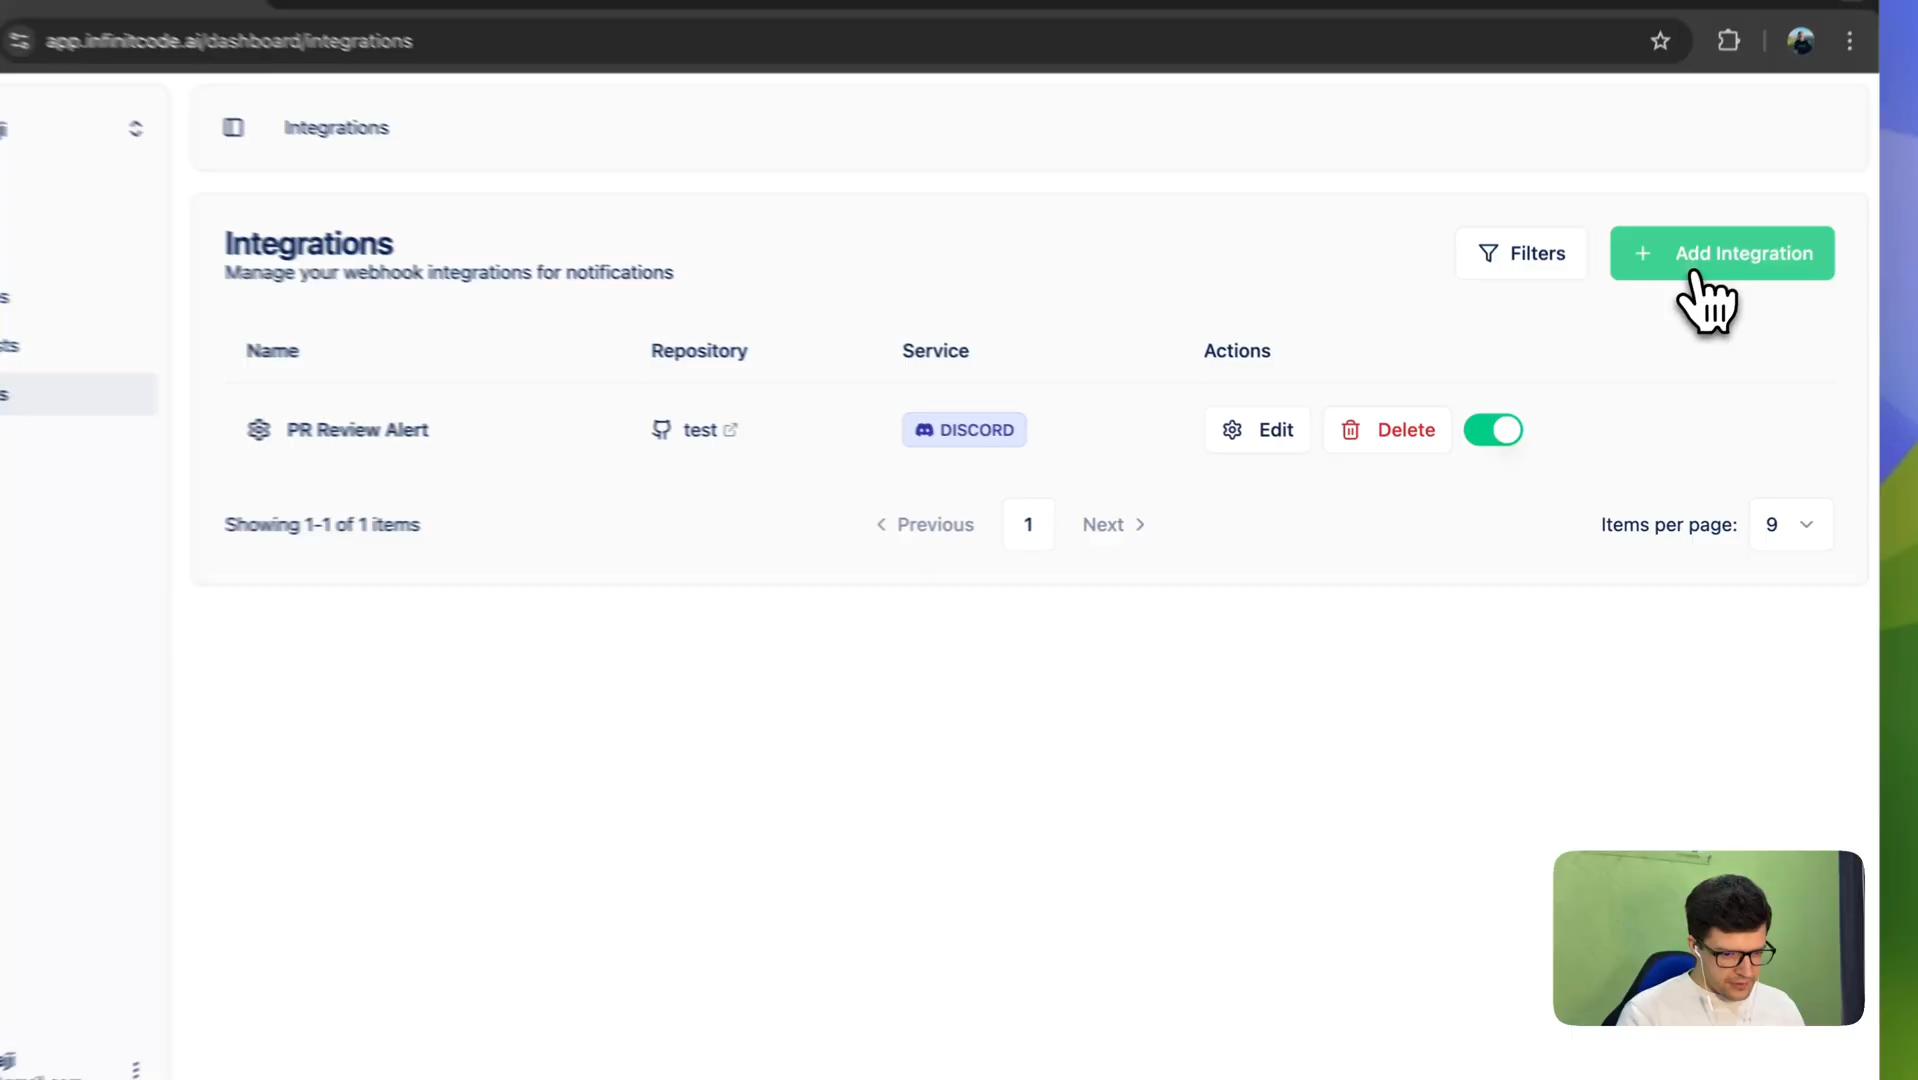 app.infinitcode.ai/dashboard/integrations
Integrations
Integrations
Manage your webhook integrations for notifications
Filters
Add Integration
Name Repository Service Actions
PR Review Alert test DISCORD Edit Delete
Showing 1-1 of 1 items Previous 1 Next Items per page: 9